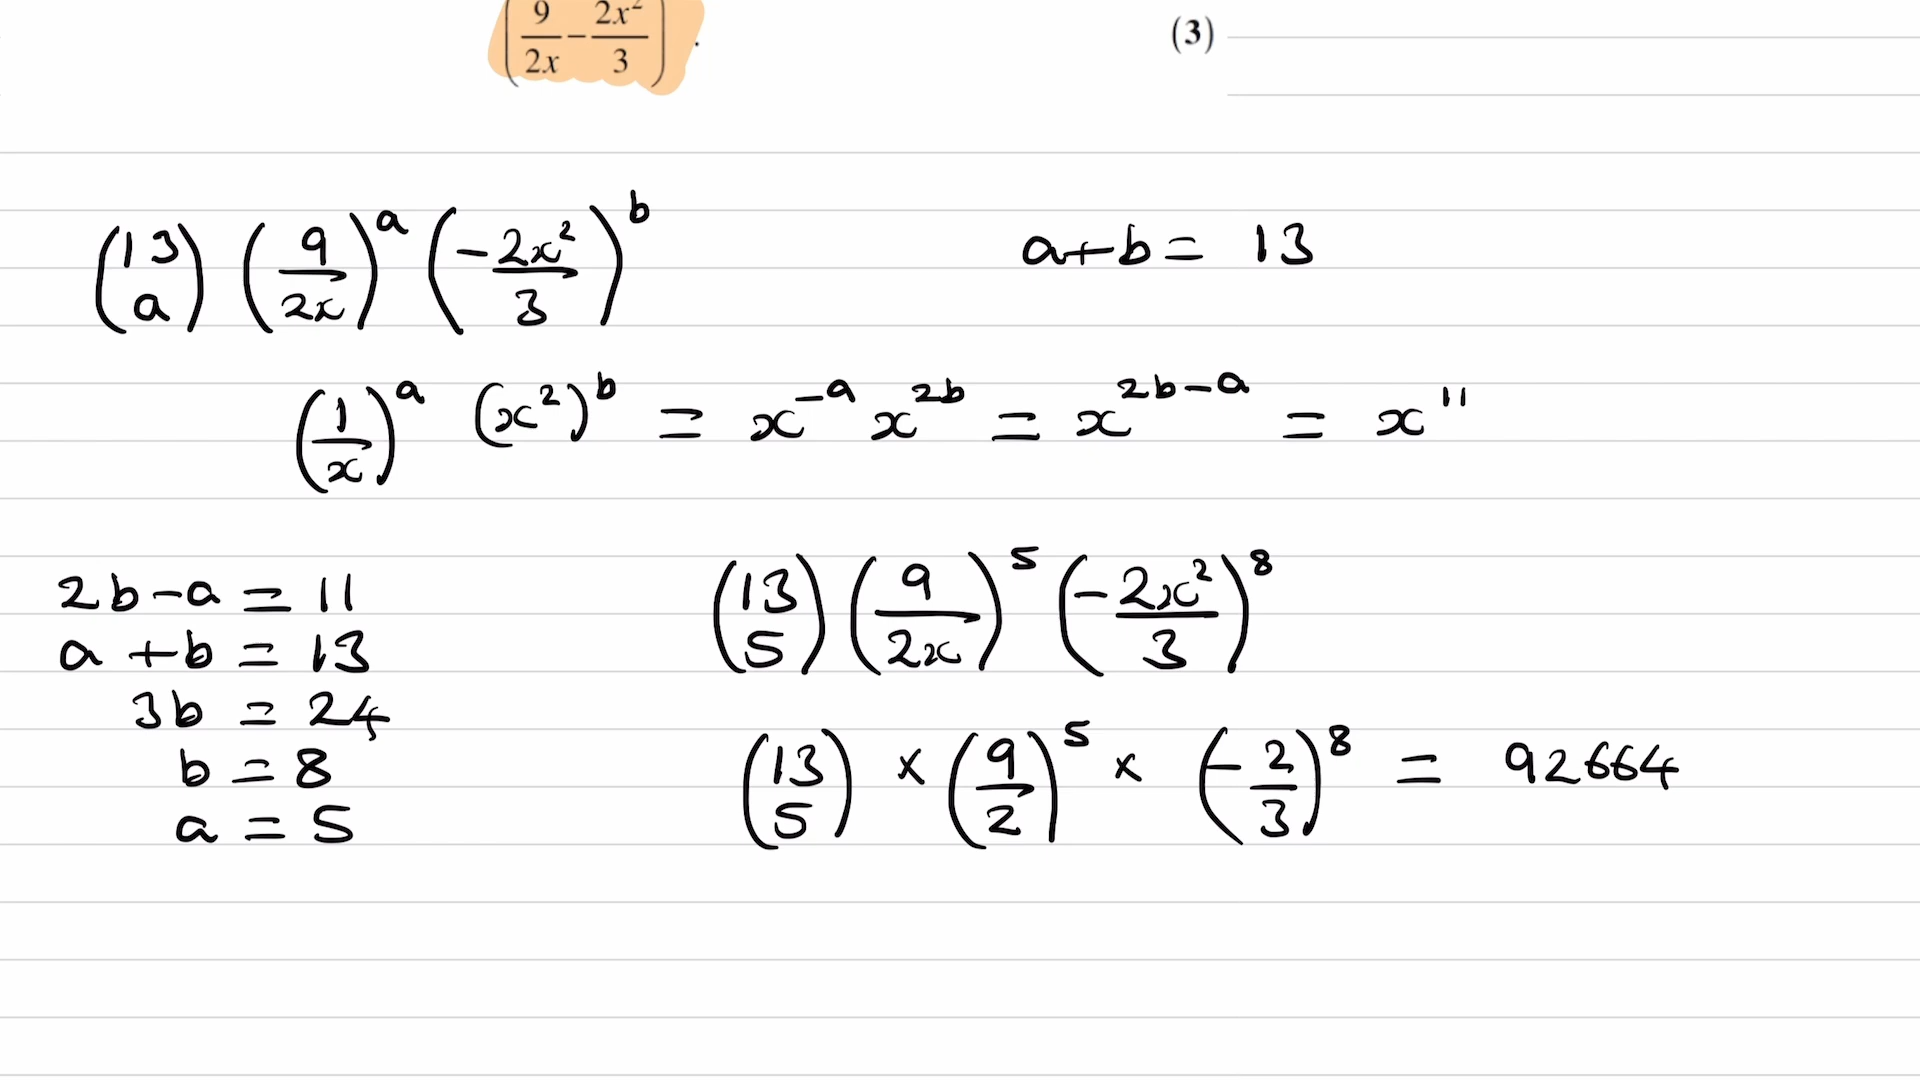 (9/2x − 2x²/3). (3)
(13 a) (9/2x)^a (−2x²/3)^b a+b = 13
(1/x)^a (x²)^b = x^−a x^2b = x^2b−a = x^11
2b−a = 11
a+b = 13
3b = 24
b = 8
a = 5
(13 5) (9/2x)^5 (−2x²/3)^8
(13 5) × (9/2)^5 × (−2/3)^8 = 92664